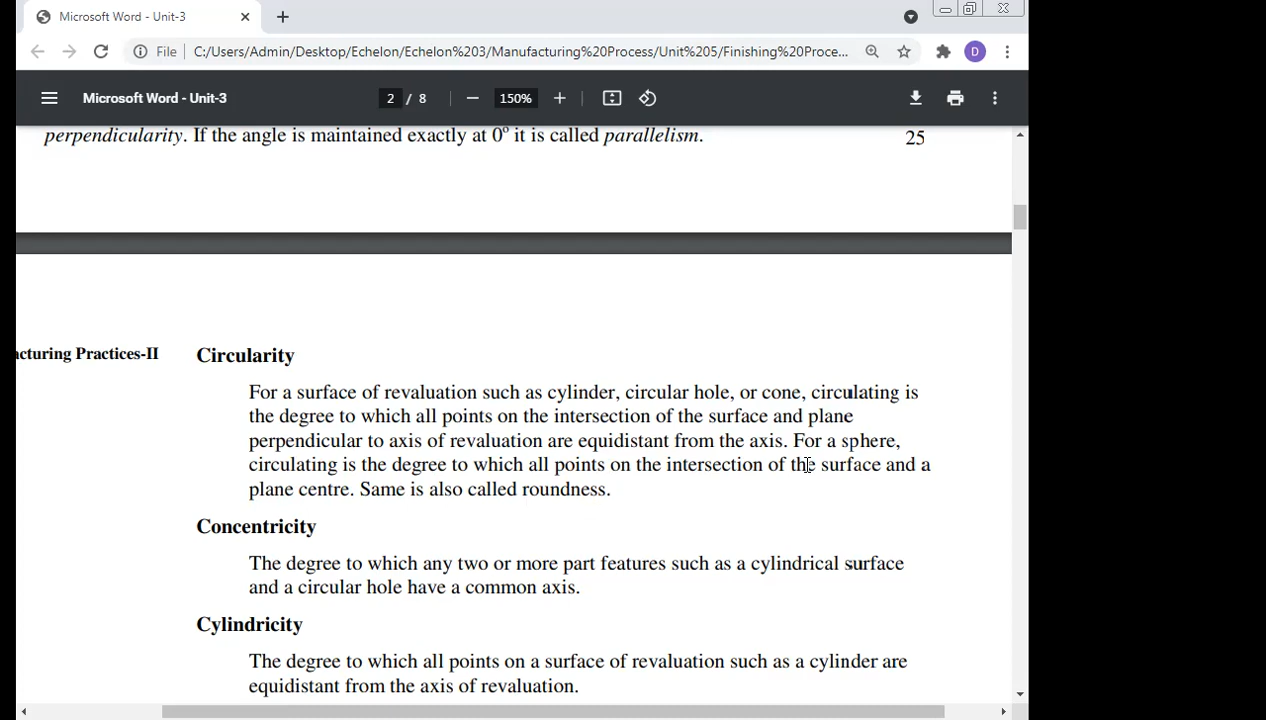 Microsoft Word - Unit-3
File C:/Users/Admin/Desktop/Echelon/Echelon%203/Manufacturing%20Process/Unit%205/Finishing%20Proce...
D
Microsoft Word - Unit-3 2 / 8 150%
perpendicularity. If the angle is maintained exactly at 0o it is called parallelism.
25
acturing Practices-II
Circularity
For a surface of revaluation such as cylinder, circular hole, or cone, circulating is
the degree to which all points on the intersection of the surface and plane
perpendicular to axis of revaluation are equidistant from the axis. For a sphere,
circulating is the degree to which all points on the intersection of the surface and a
plane centre. Same is also called roundness.
Concentricity
The degree to which any two or more part features such as a cylindrical surface
and a circular hole have a common axis.
Cylindricity
The degree to which all points on a surface of revaluation such as a cylinder are
equidistant from the axis of revaluation.